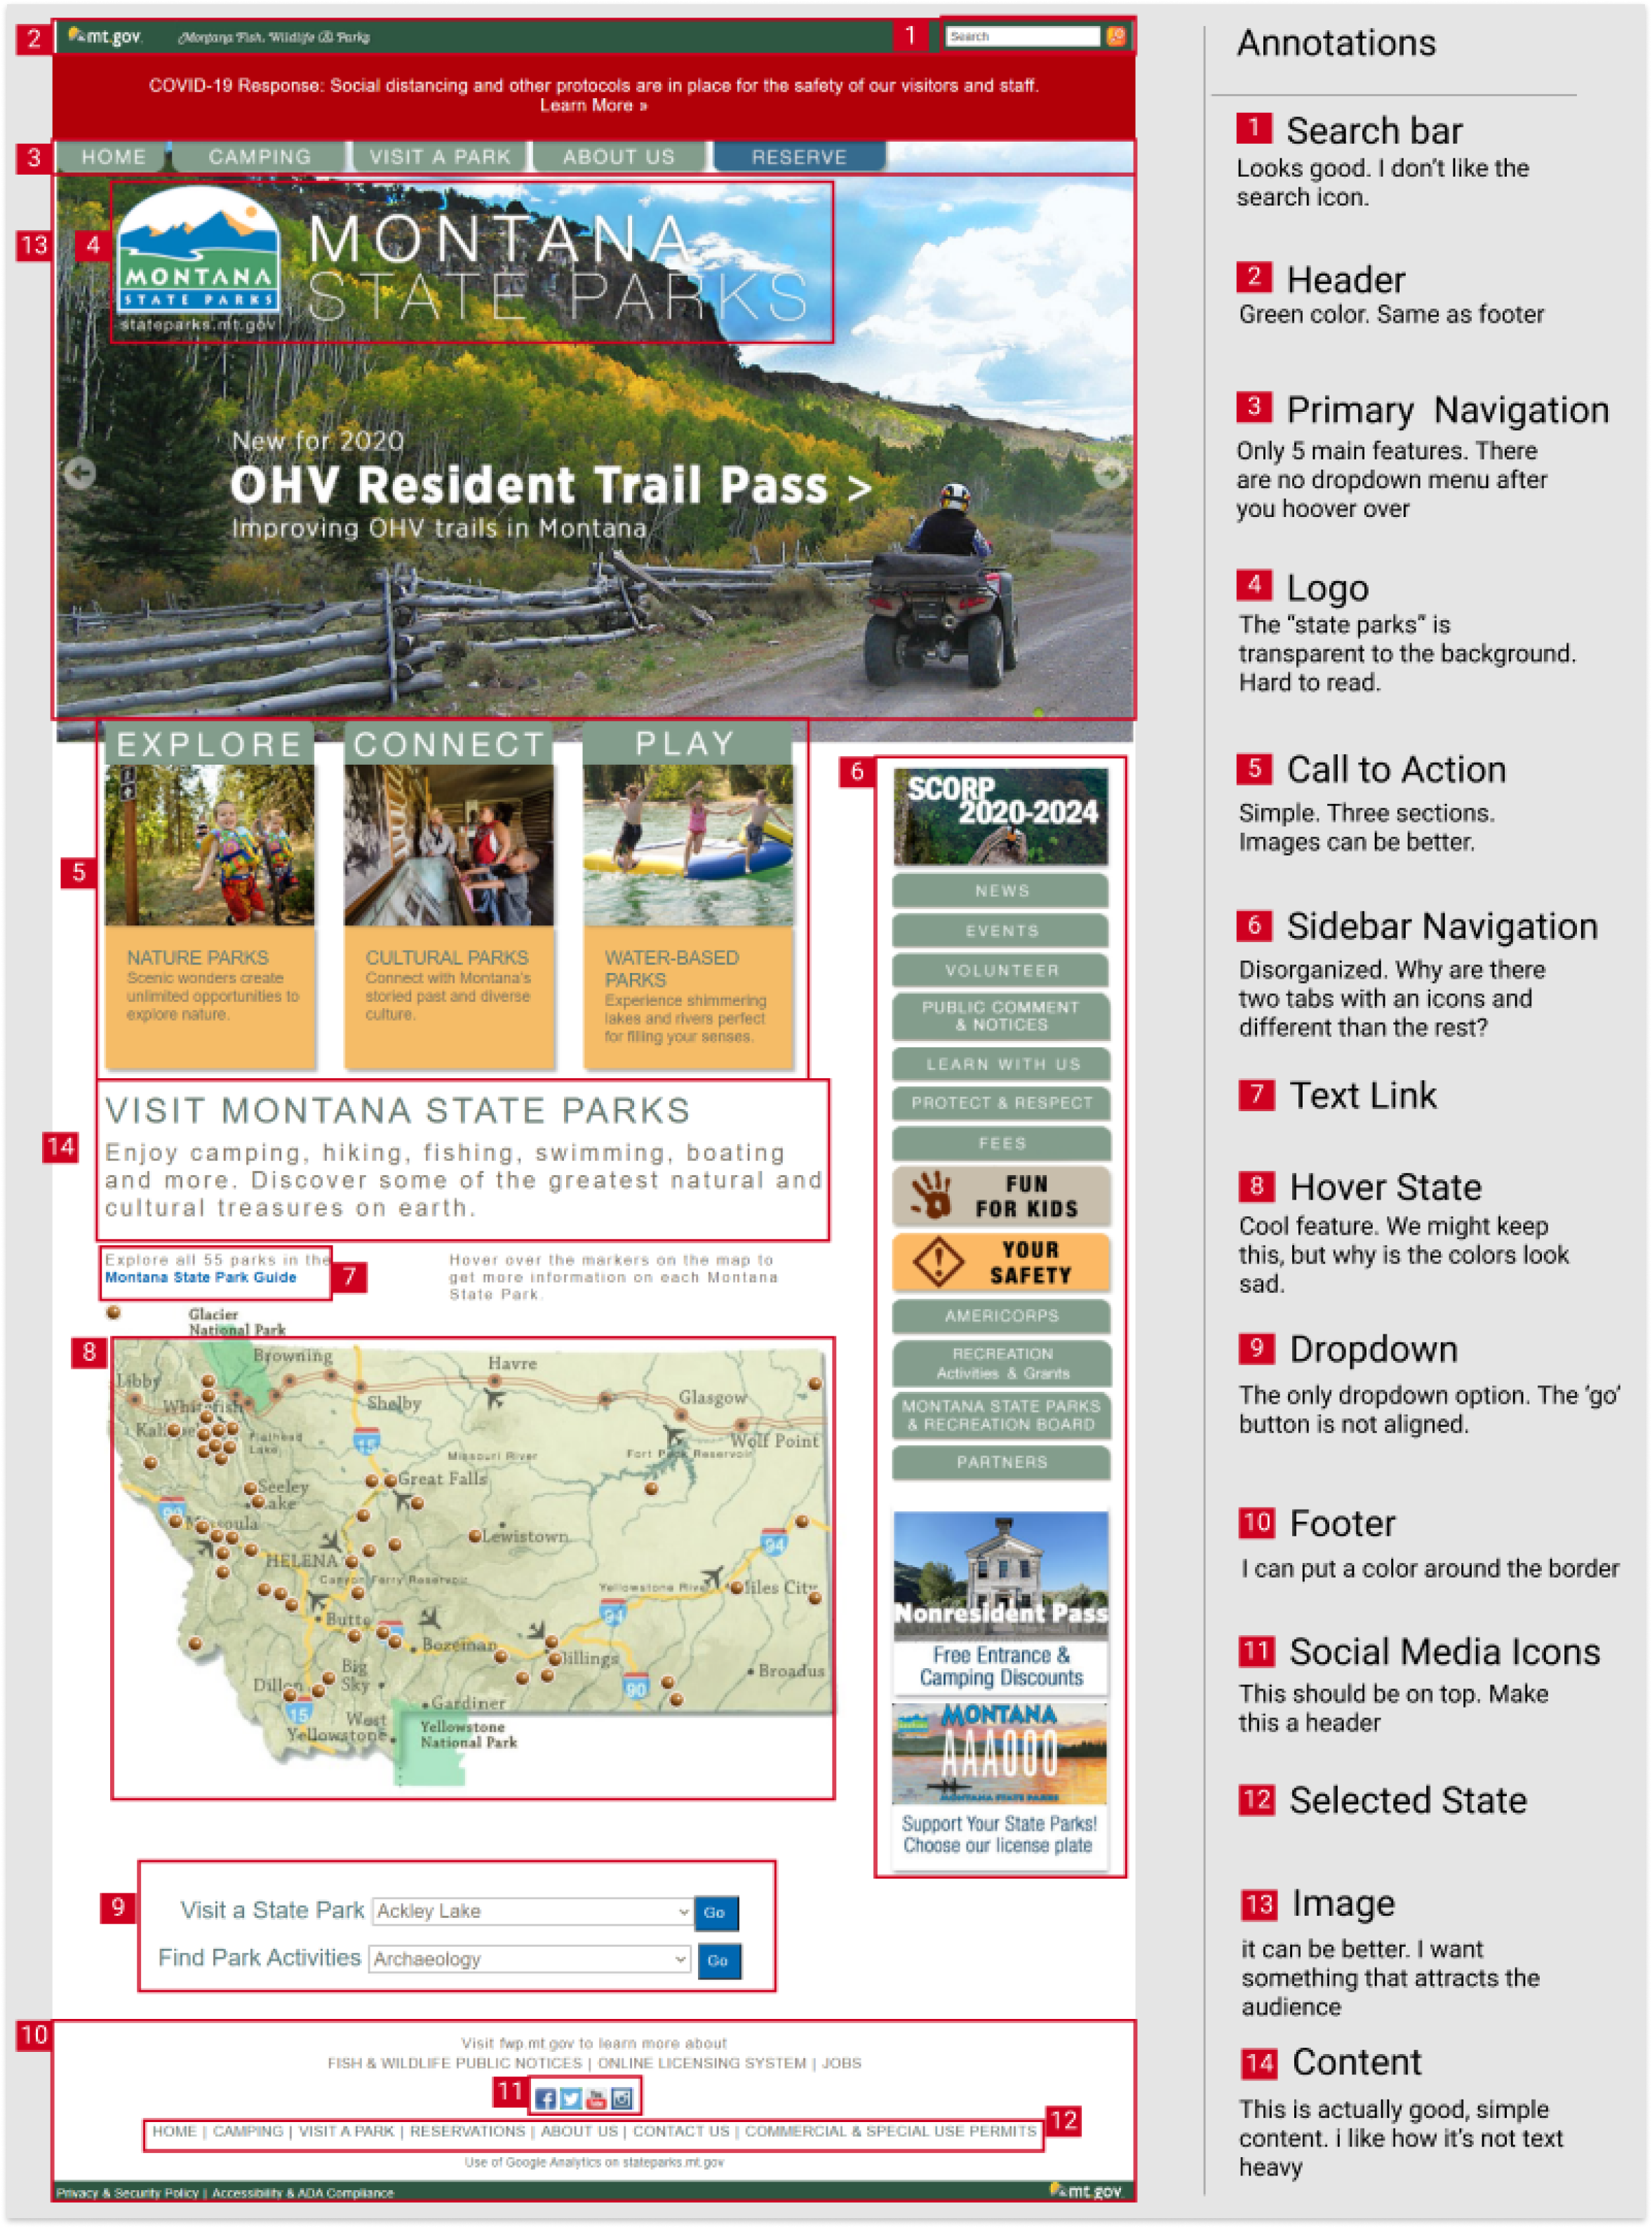 2
mt.gov.
Montana Fish, Wildlife & Parks
1
Search
COVID-19 Response: Social distancing and other protocols are in place for the safety of our visitors and staff.
Learn More »
3
HOME
CAMPING
VISIT A PARK
ABOUT US
RESERVE
13
4
MONTANA
STATE PARKS
stateparks.mt.gov
MONTANA
STATE PARKS
New for 2020
OHV Resident Trail Pass >
Improving OHV trails in Montana
5
EXPLORE
CONNECT
PLAY
NATURE PARKS
Scenic wonders create
unlimited opportunities to
explore nature.
CULTURAL PARKS
Connect with Montana's
storied past and diverse
culture.
WATER-BASED
PARKS
Experience shimmering
lakes and rivers perfect
for filling your senses.
14
VISIT MONTANA STATE PARKS
Enjoy camping, hiking, fishing, swimming, boating
and more. Discover some of the greatest natural and
cultural treasures on earth.
Explore all 55 parks in the
Montana State Park Guide
7
Hover over the markers on the map to
get more information on each Montana
State Park.
8
Glacier
National Park
Browning
Havre
Libby
Shelby
Glasgow
Whitefish
Flathead
Lake
15
Missouri River
Fort Peck Reservoir
Wolf Point
Great Falls
Seeley
Lake
90
Missoula
Lewistown
94
HELENA
Canyon Ferry Reservoir
Yellowstone River
Miles City
94
Butte
Bozeman
Billings
Big
Sky
Broadus
90
Dillon
15
Gardiner
West
Yellowstone
Yellowstone
National Park
6
SCORP
2020-2024
NEWS
EVENTS
VOLUNTEER
PUBLIC COMMENT
& NOTICES
LEARN WITH US
PROTECT & RESPECT
FEES
FUN
FOR KIDS
YOUR
SAFETY
AMERICORPS
RECREATION
Activities & Grants
MONTANA STATE PARKS
& RECREATION BOARD
PARTNERS
Nonresident Pass
Free Entrance &
Camping Discounts
MONTANA
AAA000
MONTANA STATE PARKS
Support Your State Parks!
Choose our license plate
9
Visit a State Park
Ackley Lake
Go
Find Park Activities
Archaeology
Go
10
Visit fwp.mt.gov to learn more about
FISH & WILDLIFE PUBLIC NOTICES | ONLINE LICENSING SYSTEM | JOBS
11
HOME | CAMPING | VISIT A PARK | RESERVATIONS | ABOUT US | CONTACT US | COMMERCIAL & SPECIAL USE PERMITS
12
Use of Google Analytics on stateparks.mt.gov
Privacy & Security Policy | Accessibility & ADA Compliance
mt.gov.
Annotations
1 Search bar
Looks good. I don't like the
search icon.
2 Header
Green color. Same as footer
3 Primary Navigation
Only 5 main features. There
are no dropdown menu after
you hoover over
4 Logo
The “state parks” is
transparent to the background.
Hard to read.
5 Call to Action
Simple. Three sections.
Images can be better.
6 Sidebar Navigation
Disorganized. Why are there
two tabs with an icons and
different than the rest?
7 Text Link
8 Hover State
Cool feature. We might keep
this, but why is the colors look
sad.
9 Dropdown
The only dropdown option. The ‘go’
button is not aligned.
10 Footer
I can put a color around the border
11 Social Media Icons
This should be on top. Make
this a header
12 Selected State
13 Image
it can be better. I want
something that attracts the
audience
14 Content
This is actually good, simple
content. i like how it's not text
heavy